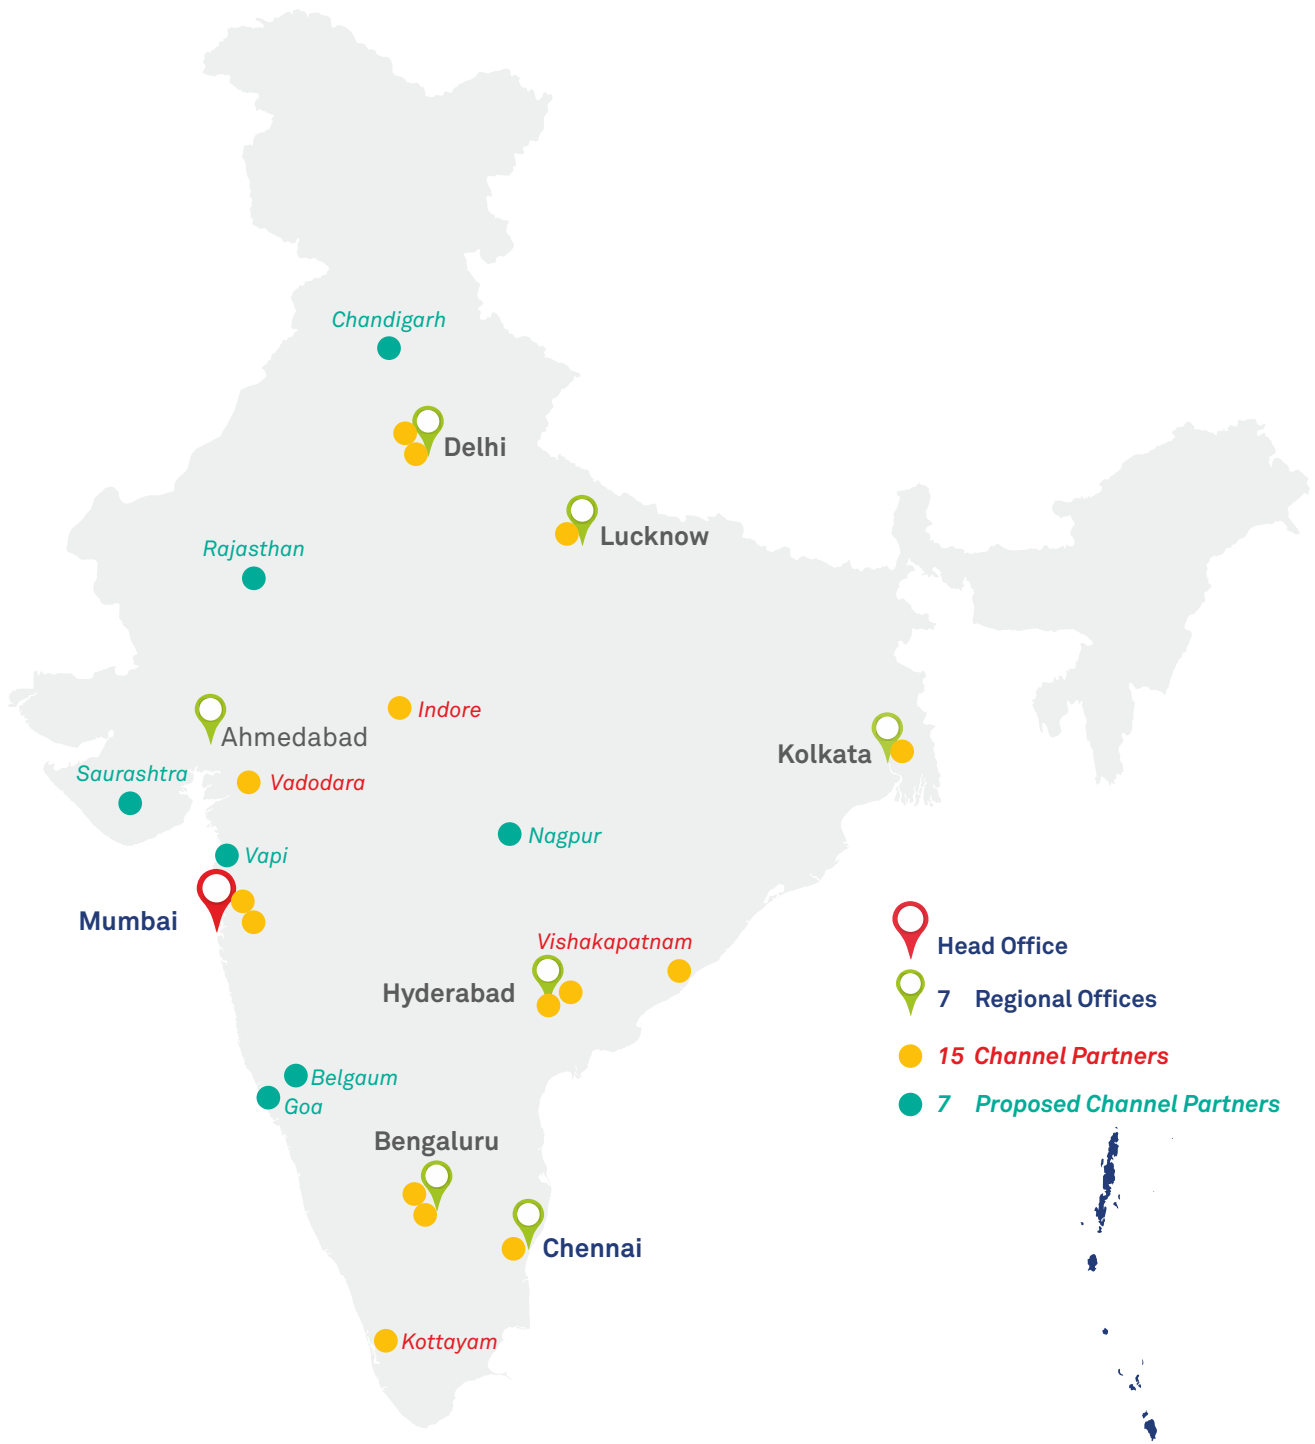 Chandigarh
Delhi
Lucknow
Rajasthan
Indore
Ahmedabad
Kolkata
Saurashtra
Vadodara
Nagpur
Vapi
Mumbai
Vishakapatnam
Hyderabad
Head Office
7 Regional Offices
15 Channel Partners
7 Proposed Channel Partners
Belgaum
Goa
Bengaluru
Chennai
Kottayam